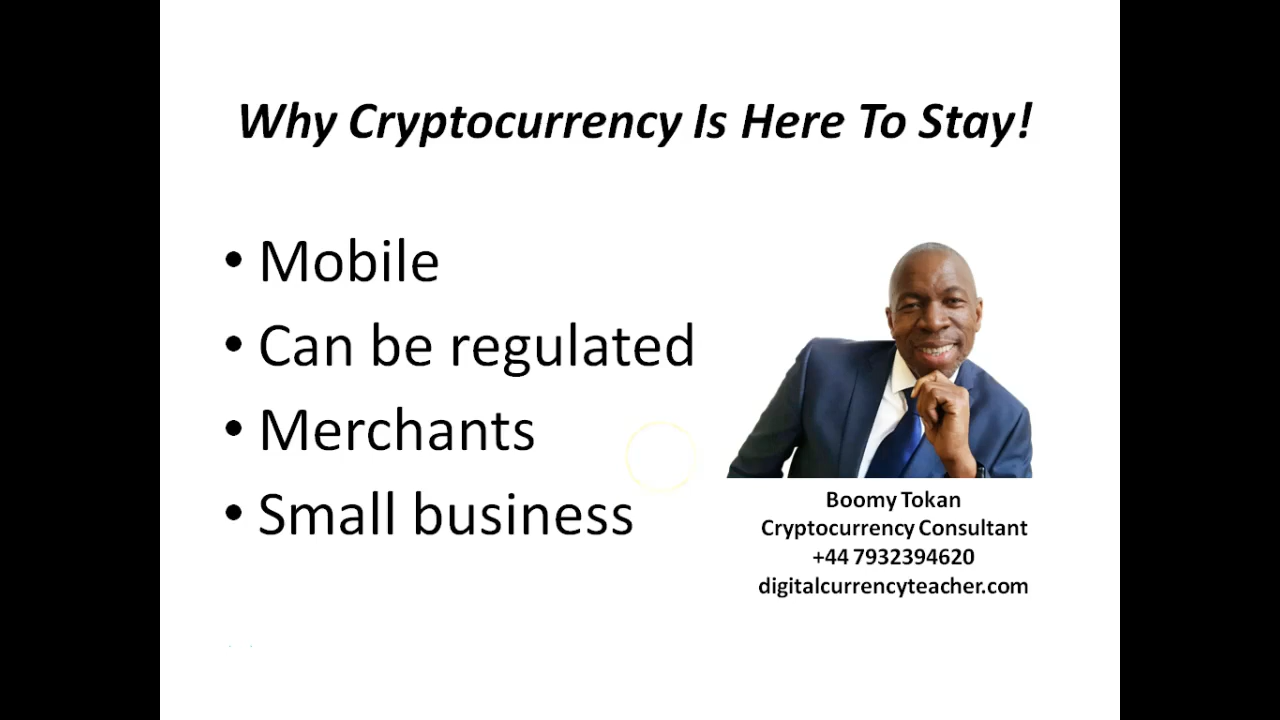 Why Cryptocurrency Is Here To Stay!
• Mobile
• Can be regulated
• Merchants
• Small business
Boomy Tokan
Cryptocurrency Consultant
+44 7932394620
digitalcurrencyteacher.com